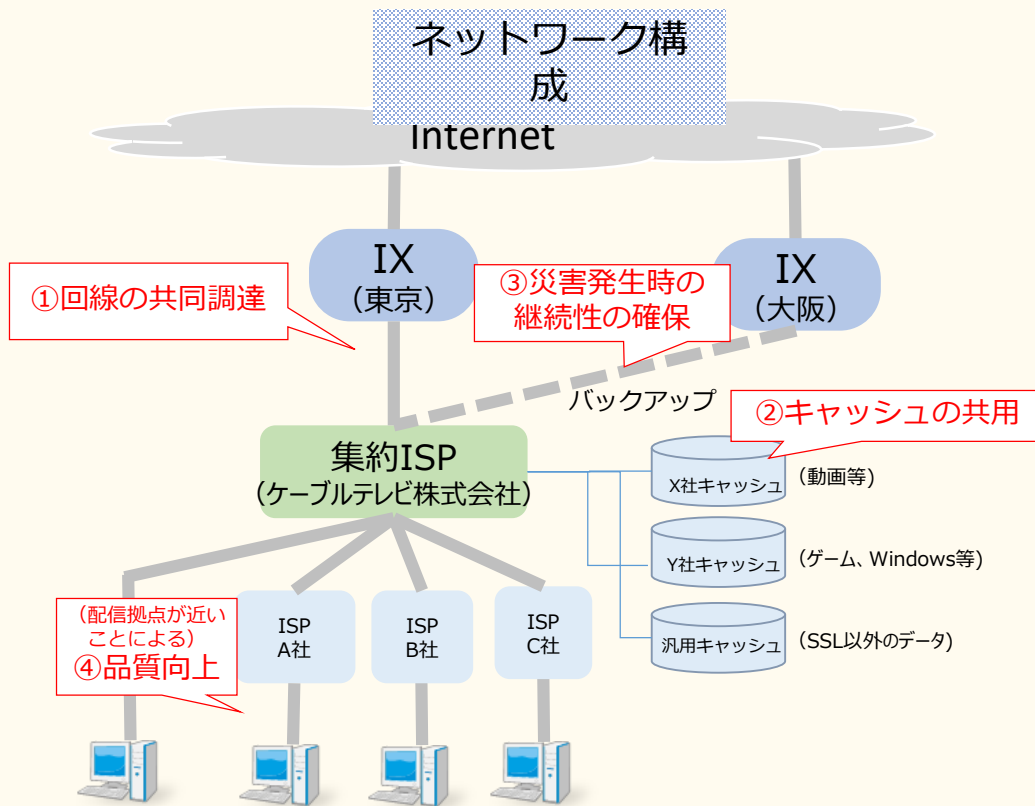 ネットワーク構
成
Internet
IX
（東京）
IX
（大阪）
①回線の共同調達
③災害発生時の
継続性の確保
バックアップ
②キャッシュの共用
集約ISP
（ケーブルテレビ株式会社）
X社キャッシュ
(動画等)
Y社キャッシュ
(ゲーム、Windows等)
汎用キャッシュ
(SSL以外のデータ)
（配信拠点が近い
ことによる）
④品質向上
ISP
A社
ISP
B社
ISP
C社